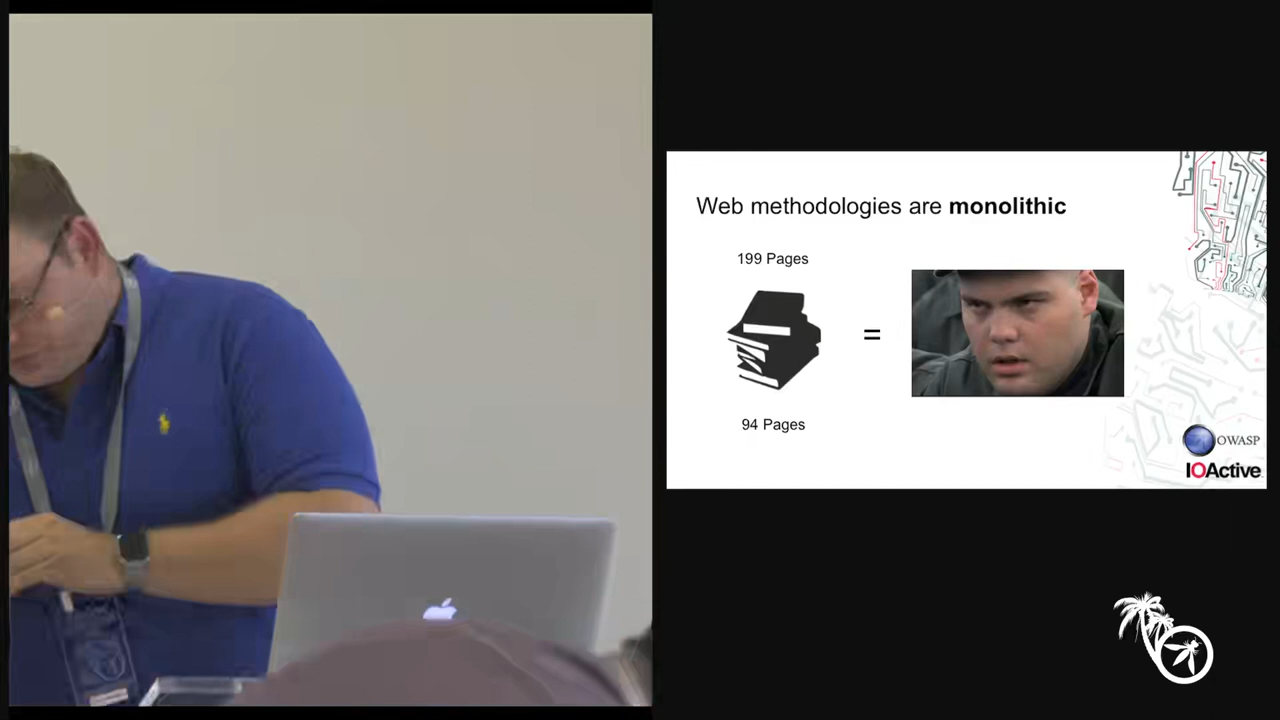 Web methodologies are monolithic
199 Pages
=
94 Pages
OWASP
IOActive